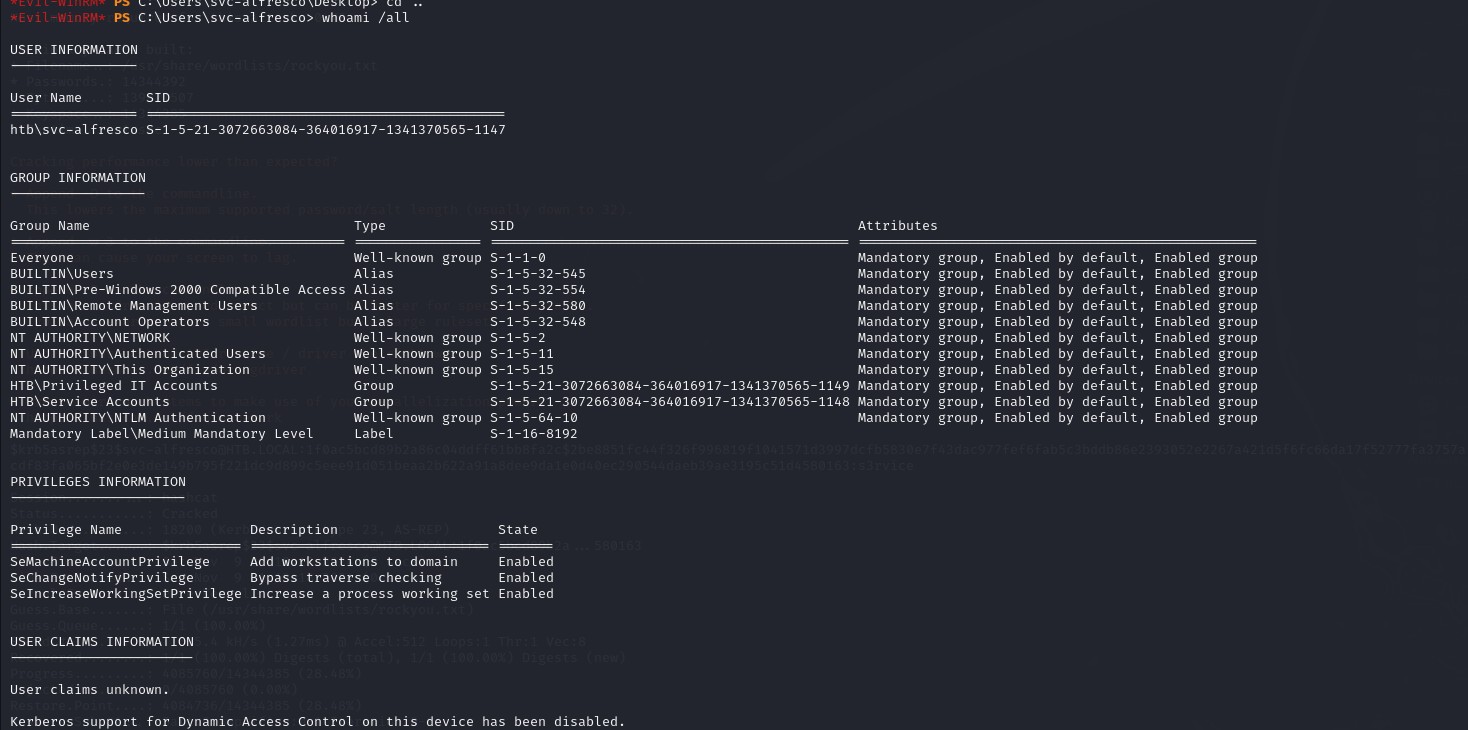 *Evil-WinRM* PS C:\Users\svc-alfresco\Desktop> cd ..
*Evil-WinRM* PS C:\Users\svc-alfresco> whoami /all
USER INFORMATION
User Name SID
htb\svc-alfresco S-1-5-21-3072663084-364016917-1341370565-1147
GROUP INFORMATION
Group Name Type SID Attributes
Everyone Well-known group S-1-1-0 Mandatory group, Enabled by default, Enabled group
BUILTIN\Users Alias S-1-5-32-545 Mandatory group, Enabled by default, Enabled group
BUILTIN\Pre-Windows 2000 Compatible Access Alias S-1-5-32-554 Mandatory group, Enabled by default, Enabled group
BUILTIN\Remote Management Users Alias S-1-5-32-580 Mandatory group, Enabled by default, Enabled group
BUILTIN\Account Operators Alias S-1-5-32-548 Mandatory group, Enabled by default, Enabled group
NT AUTHORITY\NETWORK Well-known group S-1-5-2 Mandatory group, Enabled by default, Enabled group
NT AUTHORITY\Authenticated Users Well-known group S-1-5-11 Mandatory group, Enabled by default, Enabled group
NT AUTHORITY\This Organization Well-known group S-1-5-15 Mandatory group, Enabled by default, Enabled group
HTB\Privileged IT Accounts Group S-1-5-21-3072663084-364016917-1341370565-1149 Mandatory group, Enabled by default, Enabled group
HTB\Service Accounts Group S-1-5-21-3072663084-364016917-1341370565-1148 Mandatory group, Enabled by default, Enabled group
NT AUTHORITY\NTLM Authentication Well-known group S-1-5-64-10 Mandatory group, Enabled by default, Enabled group
Mandatory Label\Medium Mandatory Level Label S-1-16-8192
PRIVILEGES INFORMATION
Privilege Name Description State
SeMachineAccountPrivilege Add workstations to domain Enabled
SeChangeNotifyPrivilege Bypass traverse checking Enabled
SeIncreaseWorkingSetPrivilege Increase a process working set Enabled
USER CLAIMS INFORMATION
User claims unknown.
Kerberos support for Dynamic Access Control on this device has been disabled.